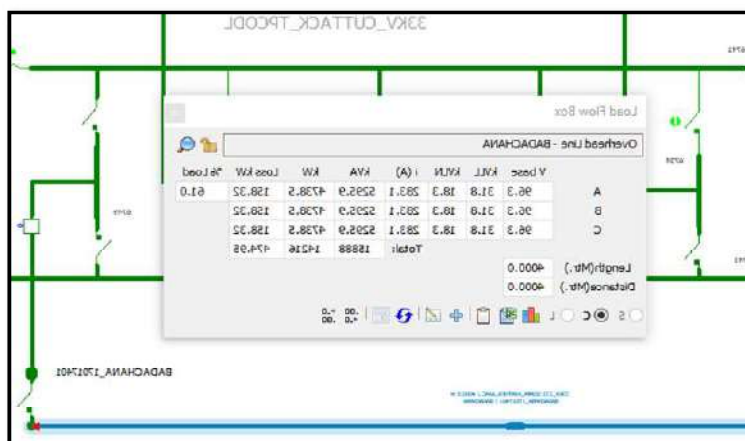 33KV_CUTTACK_TPCODL
6741
Load Flow Box
Overhead Line - BADACHANA
V base kVLL kVLN i (A) kVA kW Loss kW % Load
A 96.3 31.8 18.3 283.1 5295.9 4738.5 158.32 61.0
B 96.3 31.8 18.3 283.1 5295.9 4738.5 158.32
C 96.3 31.8 18.3 283.1 5295.9 4738.5 158.32
Total: 15888 14216 474.95
Length(Mtr.) 4000.0
Distance(Mtr.) 4000.0
S C L
BADACHANA_17017401